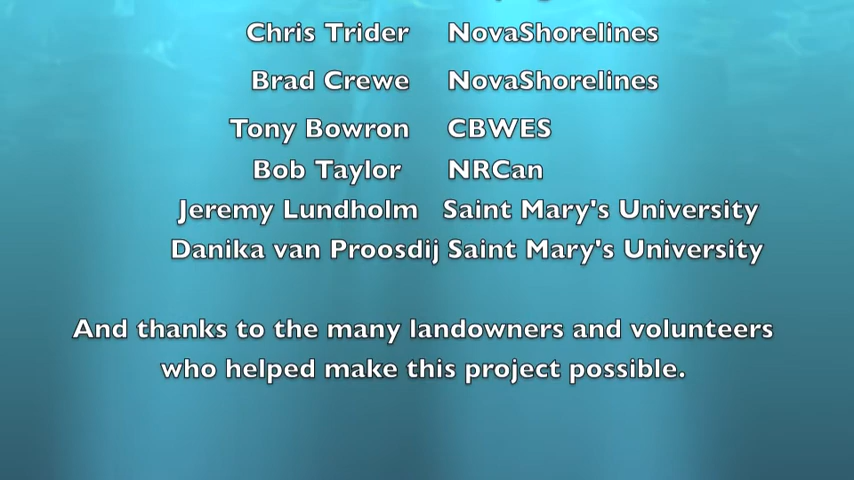 Chris Trider NovaShorelines
Brad Crewe NovaShorelines
Tony Bowron CBWES
Bob Taylor NRCan
Jeremy Lundholm Saint Mary's University
Danika van Proosdij Saint Mary's University
And thanks to the many landowners and volunteers
who helped make this project possible.